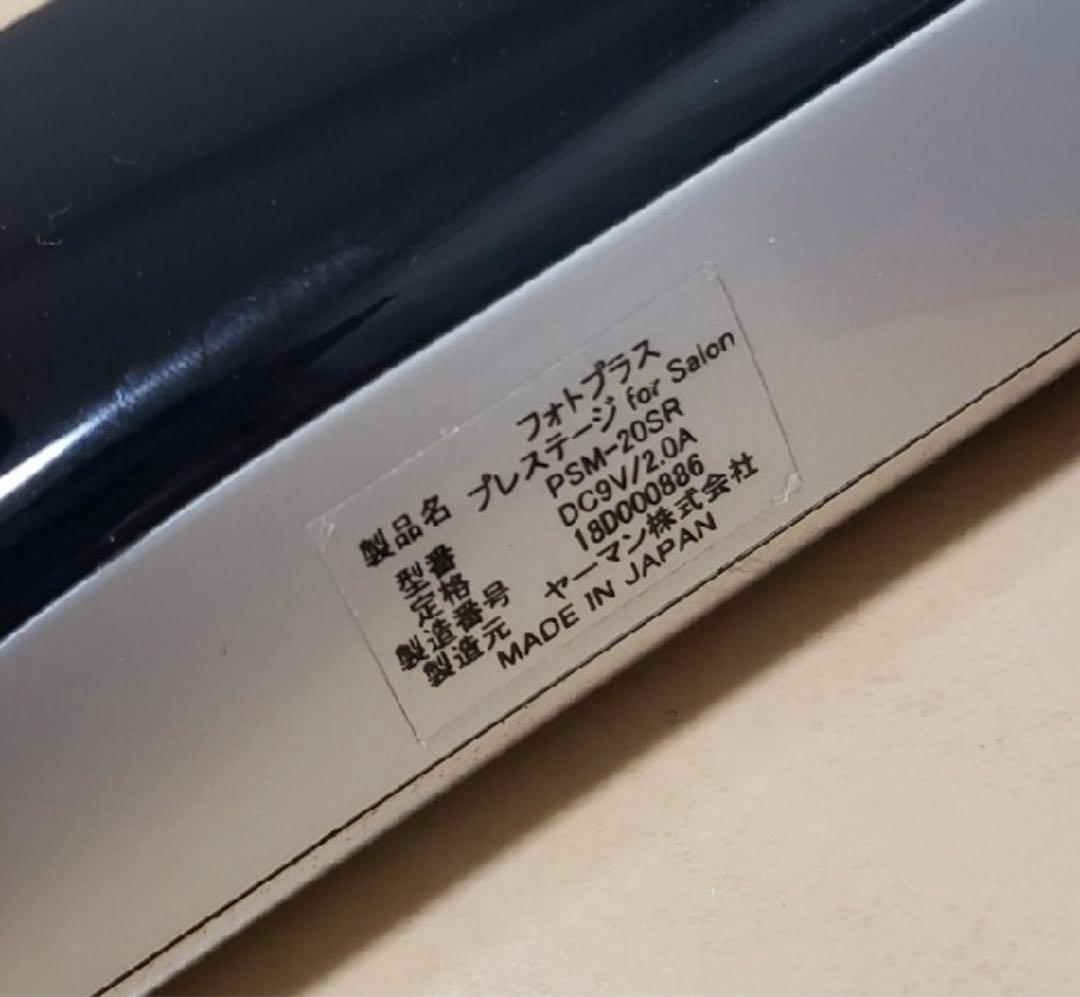 製品名 フォトプラス
プレステージ for Salon
型番 PSM-20SR
定格 DC9V/2.0A
製造番号 18D000886
製造元 ヤーマン株式会社
MADE IN JAPAN